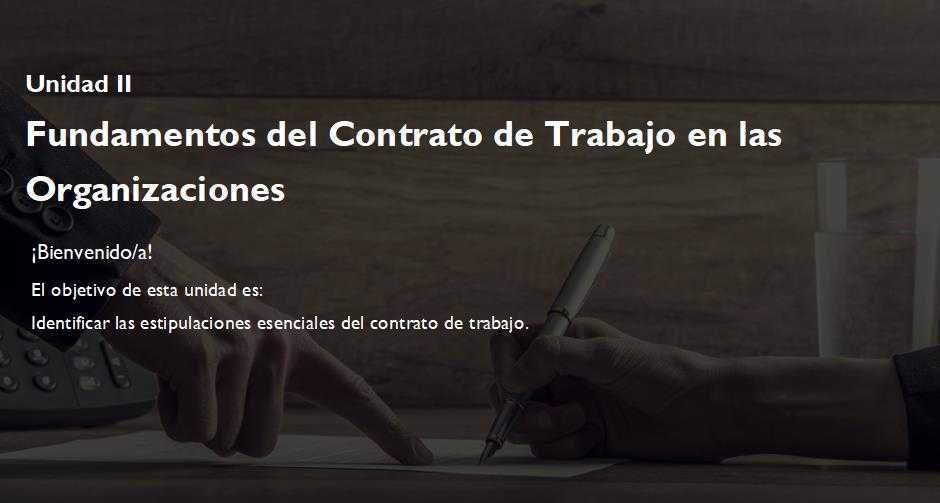 Unidad II
Fundamentos del Contrato de Trabajo en las
Organizaciones
¡Bienvenido/a!
El objetivo de esta unidad es:
Identificar las estipulaciones esenciales del contrato de trabajo.